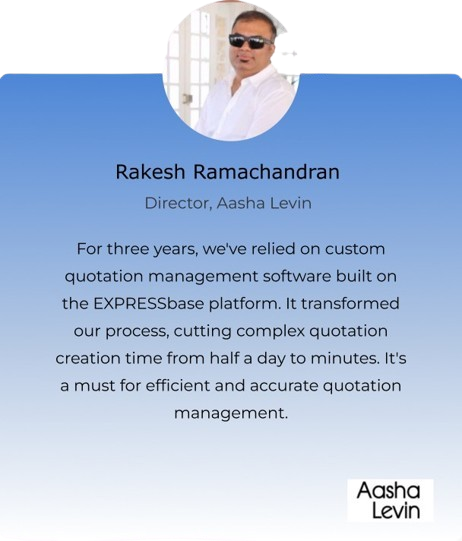 Rakesh Ramachandran
Director, Aasha Levin
For three years, we've relied on custom
quotation management software built on
the EXPRESSbase platform. It transformed
our process, cutting complex quotation
creation time from half a day to minutes. It's
a must for efficient and accurate quotation
management.
Aasha
Levin